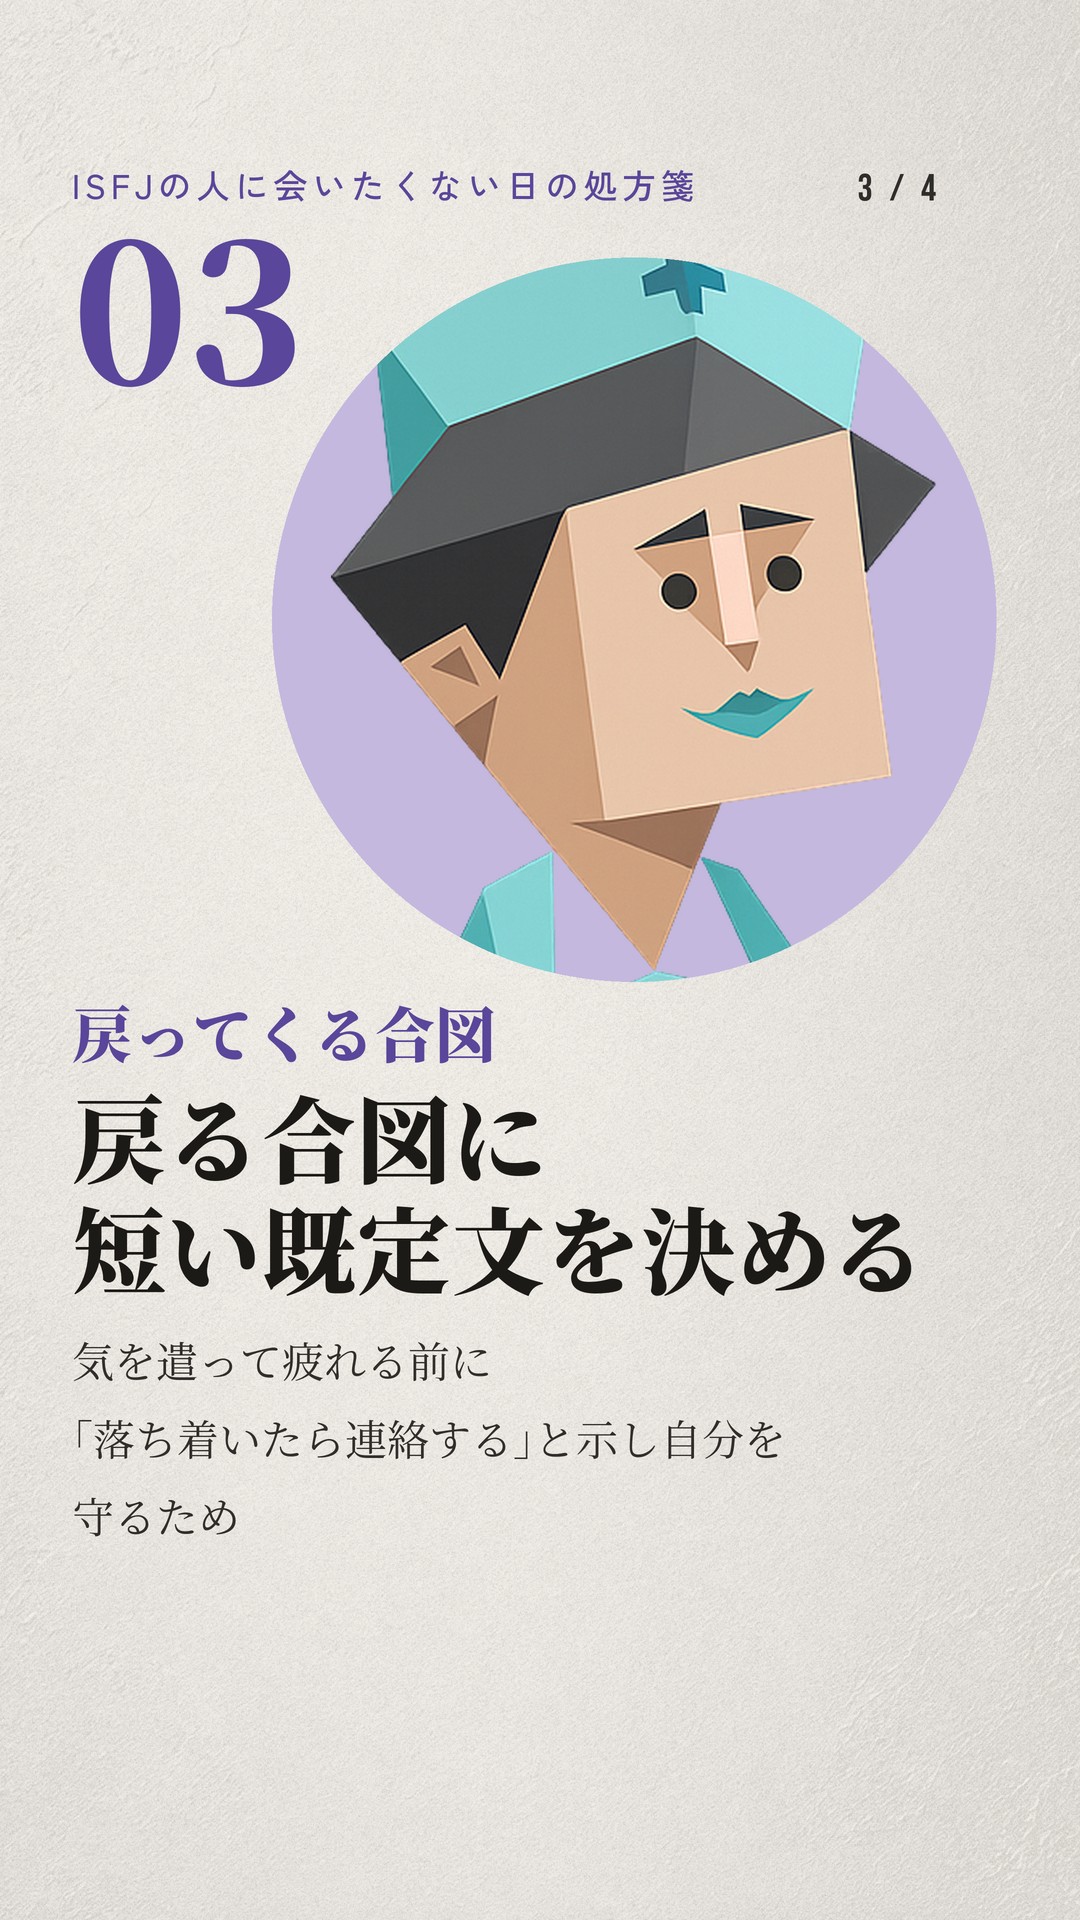 ISFJの人に会いたくない日の処方箋
3 / 4
03
戻ってくる合図
戻る合図に
短い既定文を決める
気を遣って疲れる前に
「落ち着いたら連絡する」と示し自分を
守るため